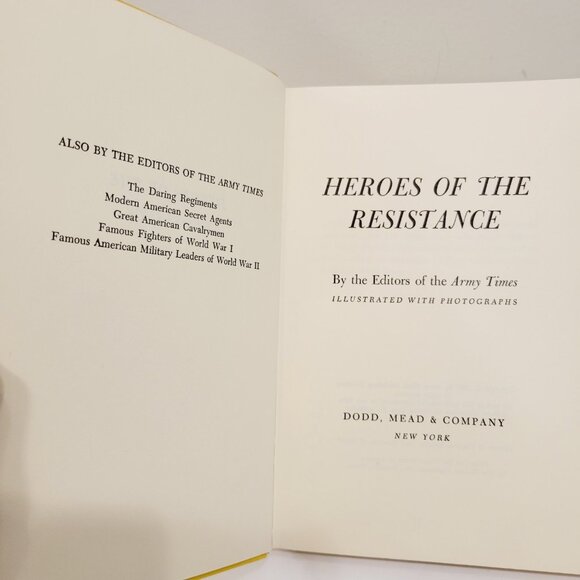 ALSO BY THE EDITORS OF THE ARMY TIMES
The Daring Regiments
Modern American Secret Agents
Great American Cavalrymen
Famous Fighters of World War I
Famous American Military Leaders of World War II
HEROES OF THE
RESISTANCE
By the Editors of the Army Times
ILLUSTRATED WITH PHOTOGRAPHS
DODD, MEAD & COMPANY
NEW YORK